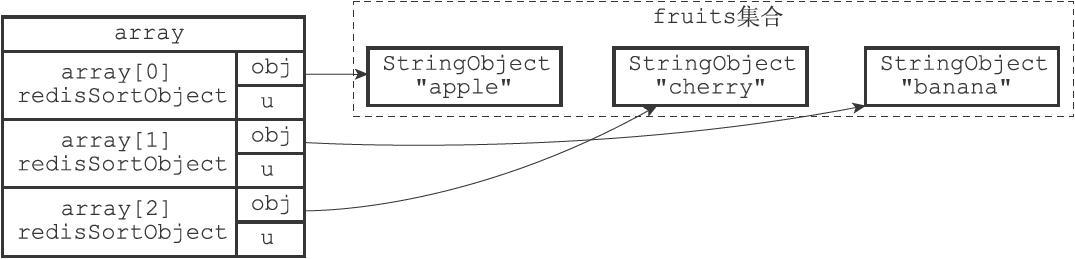 array
array[0]
redisSortObject
obj
u
array[1]
redisSortObject
obj
u
array[2]
redisSortObject
obj
u
fruits集合
StringObject
"apple"
StringObject
"cherry"
StringObject
"banana"